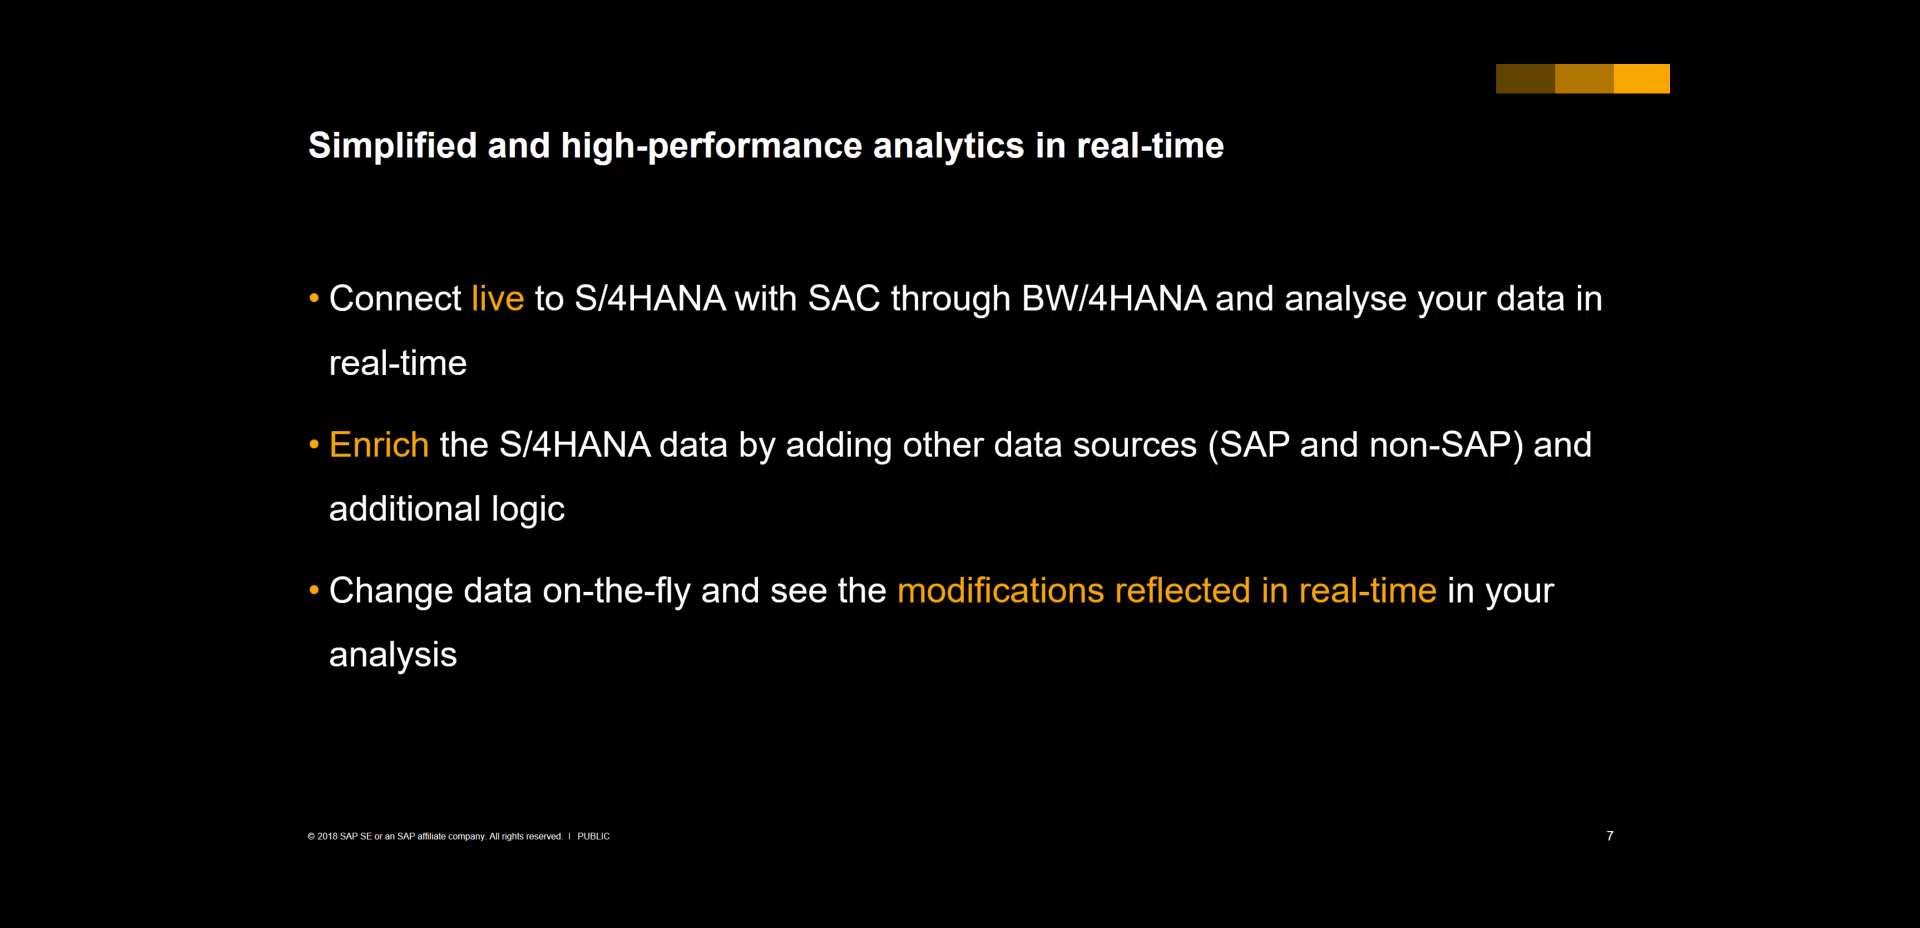 Simplified and high-performance analytics in real-time
• Connect live to S/4HANA with SAC through BW/4HANA and analyse your data in
real-time
• Enrich the S/4HANA data by adding other data sources (SAP and non-SAP) and
additional logic
• Change data on-the-fly and see the modifications reflected in real-time in your
analysis
© 2018 SAP SE or an SAP affiliate company. All rights reserved. I PUBLIC
7